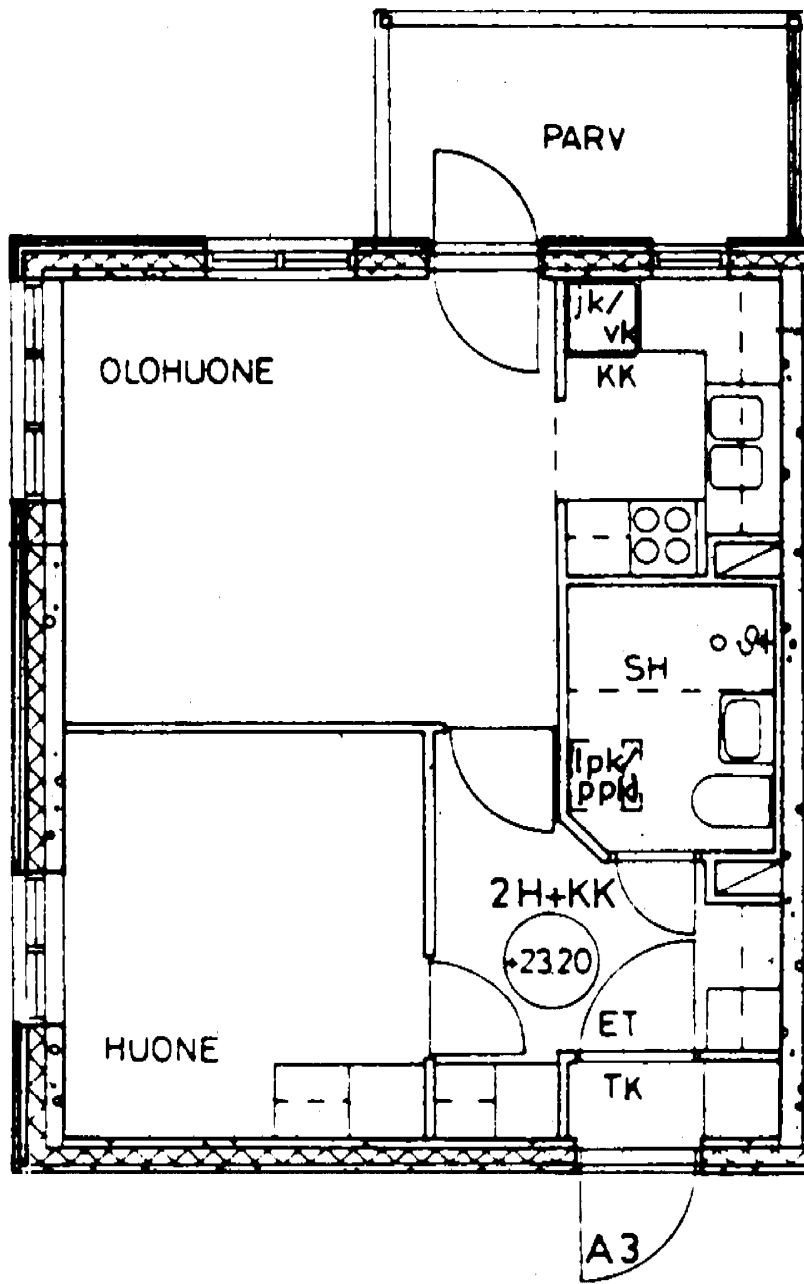 PARV
jk/
vk
KK
OLOHUONE
SH
lpk/
ppk
2H+KK
+23.20
ET
HUONE
TK
A3